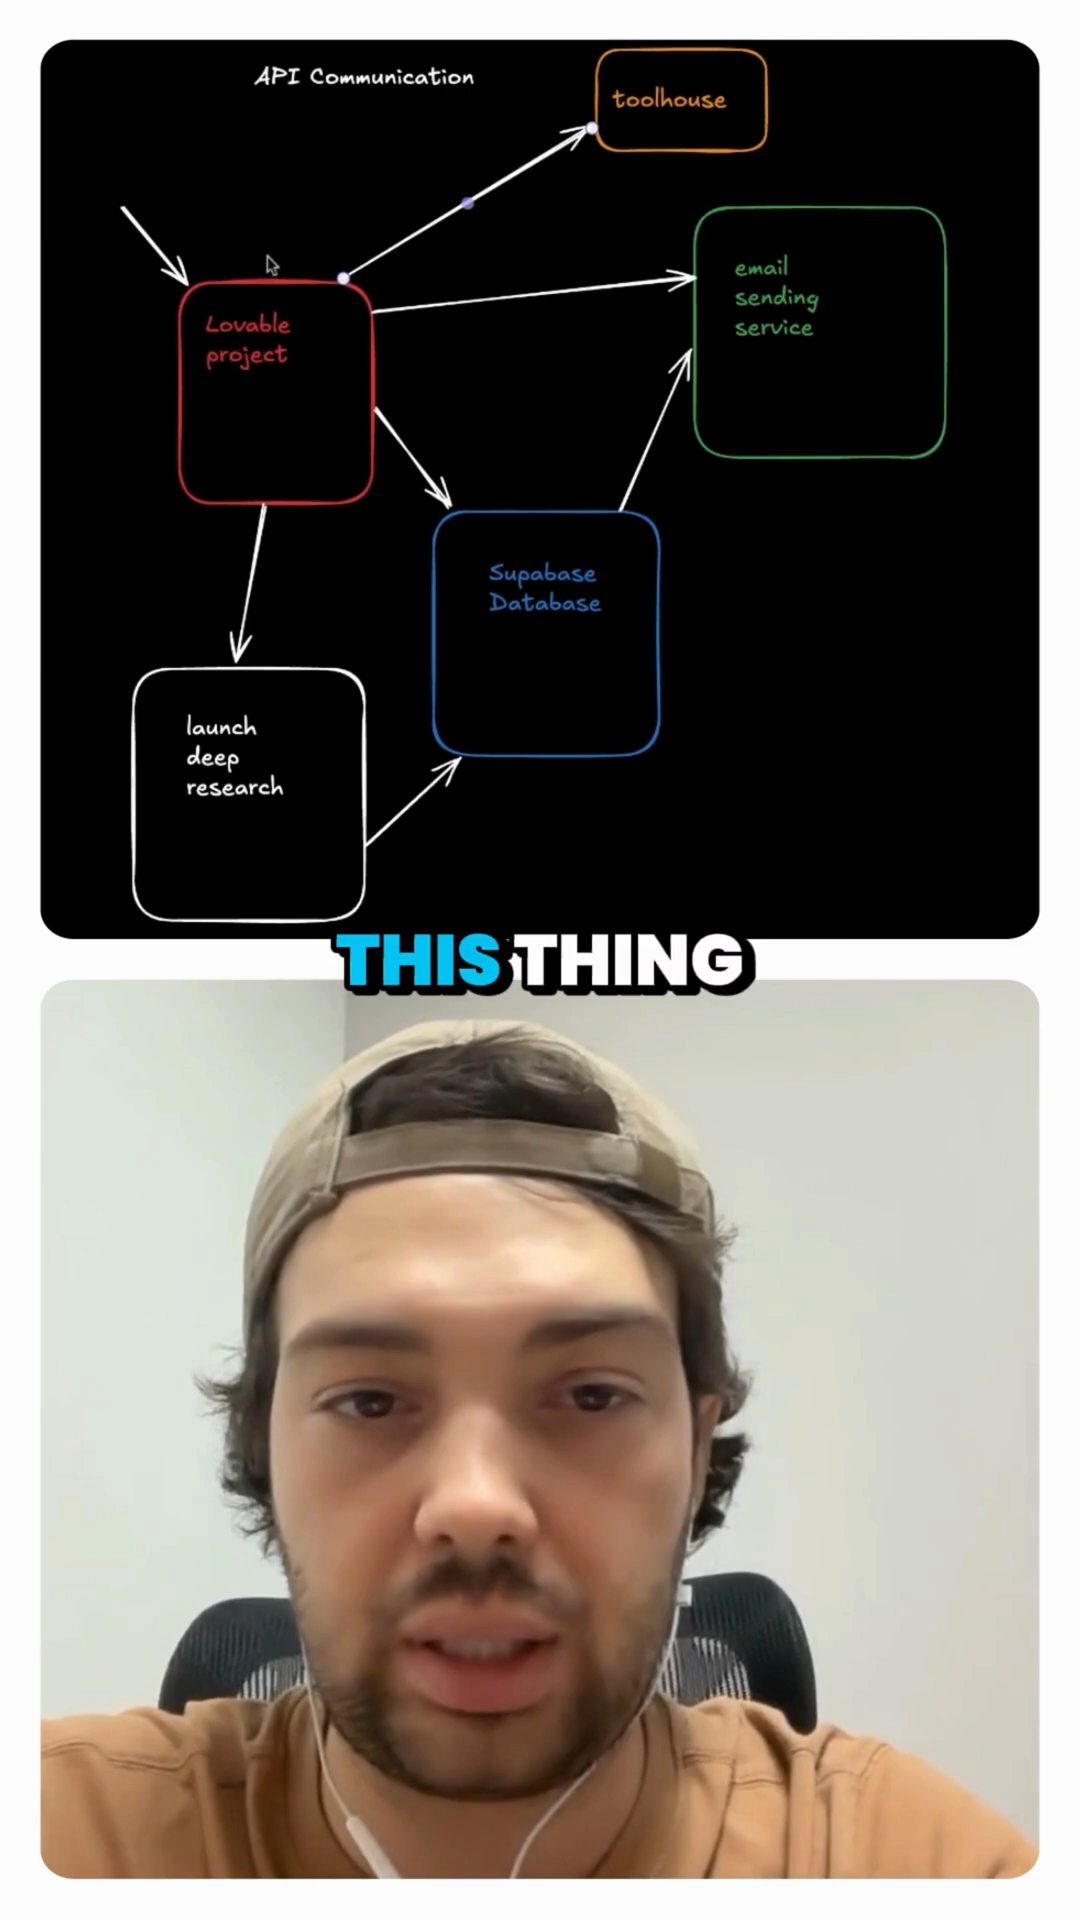 API Communication
toolhouse
email
sending
service
Lovable
project
Supabase
Database
launch
deep
research
THIS THING